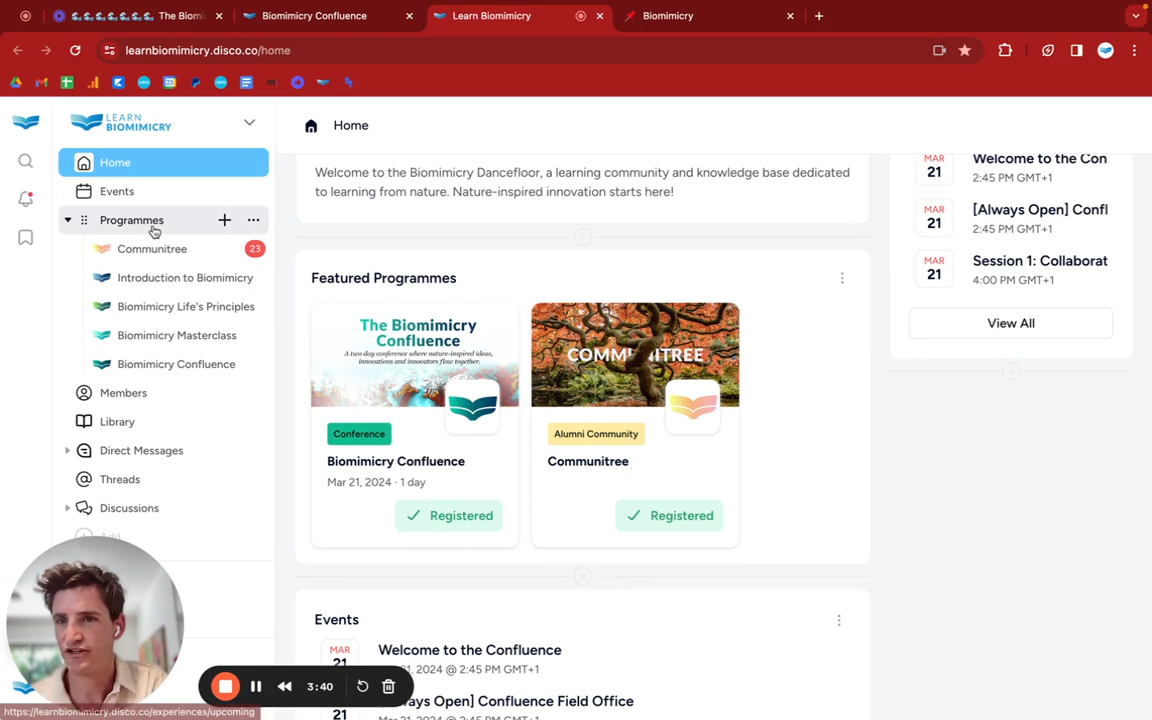 The Biomi
Biomimicry Confluence
Learn Biomimicry
Biomimicry
learnbiomimicry.disco.co/home
LEARN
BIOMIMICRY
Home
Home
Events
Programmes
Communitree
23
Introduction to Biomimicry
Biomimicry Life's Principles
Biomimicry Masterclass
Biomimicry Confluence
Members
Library
Direct Messages
Threads
Discussions
Add
Welcome to the Biomimicry Dancefloor, a learning community and knowledge base dedicated
to learning from nature. Nature-inspired innovation starts here!
Featured Programmes
The Biomimicry
Confluence
A two day conference where nature-inspired ideas,
innovations and innovators flow together.
Conference
Biomimicry Confluence
Mar 21, 2024 · 1 day
Registered
COMMUNITREE
Alumni Community
Communitree
Registered
Events
MAR
21
Welcome to the Confluence
21, 2024 @ 2:45 PM GMT+1
MAR
21
ways Open] Confluence Field Office
MAR
21
Welcome to the Con
2:45 PM GMT+1
MAR
21
[Always Open] Confl
2:45 PM GMT+1
MAR
21
Session 1: Collaborat
4:00 PM GMT+1
View All
3:40
https://learnbiomimicry.disco.co/experiences/upcoming